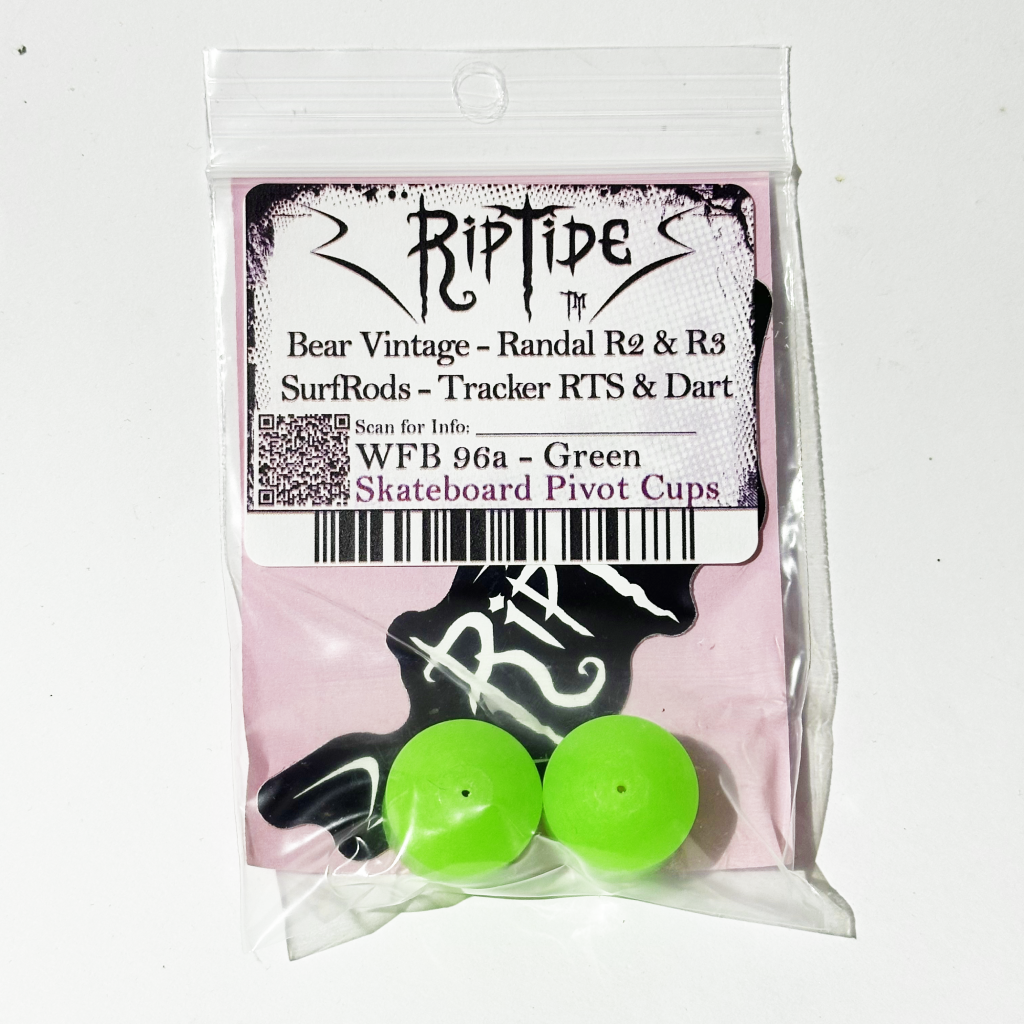 RipTide
TM
Bear Vintage - Randal R2 & R3
SurfRods - Tracker RTS & Dart
Scan for Info:
WFB 96a - Green
Skateboard Pivot Cups
RipT